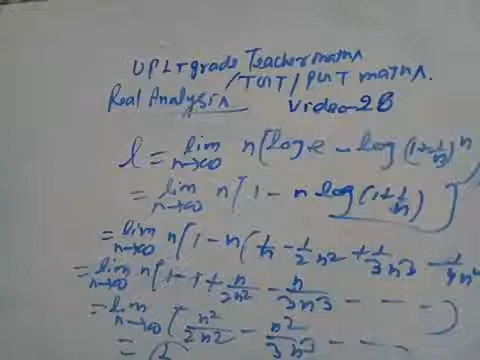 UP LT grade Teacher maths
/TGT/PGT maths.
Real Analysis Video-28
l = lim n→∞ n[log e - log(1+1/n)^n
= lim n→∞ n[1 - n log(1+1/n)]
= lim n→∞ n[1 - n(1/n - 1/2n² + 1/3n³ - 1/4n⁴
= lim n→∞ n[1 - 1 + n/2n² - n/3n³ - - - )
= lim n→∞ [n²/2n² - n²/3n³ - - -
=